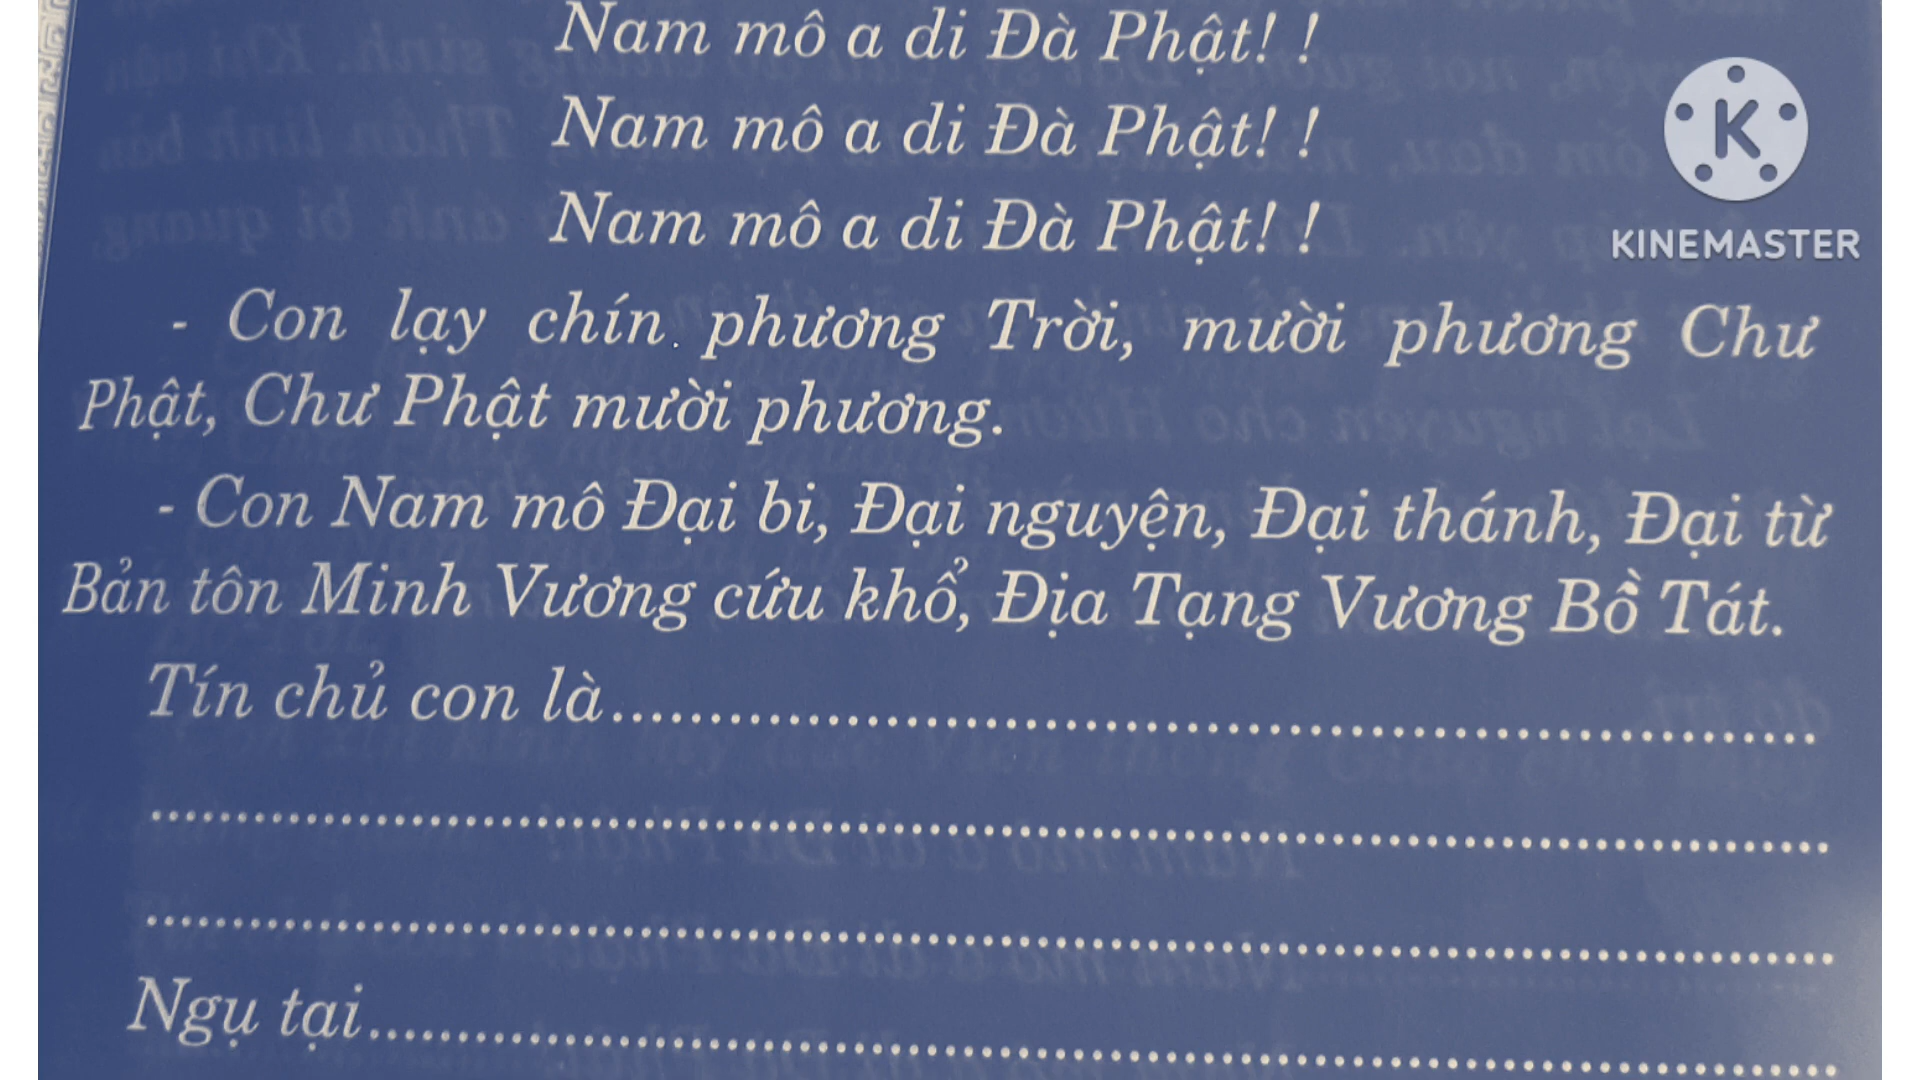 Nam mô a di Đà Phật! !
Nam mô a di Đà Phật! !
Nam mô a di Đà Phật! !
- Con lạy chín phương Trời, mười phương Chư
Phật, Chư Phật mười phương.
- Con Nam mô Đại bi, Đại nguyện, Đại thánh, Đại từ
Bản tôn Minh Vương cứu khổ, Địa Tạng Vương Bồ Tát.
Tín chủ con là....................................................
....................................................................
....................................................................
Ngụ tại............................................................
K
KINEMASTER